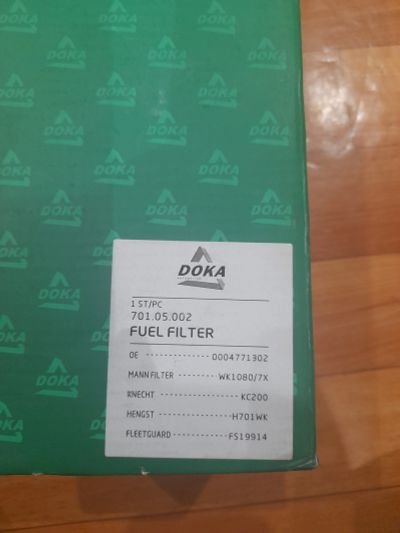 DOKA
1 ST/PC
701.05.002
FUEL FILTER
OE -------------- 0004771302
MANN FILTER --------- WK1080/7X
KNECHT -------------- KC200
HENGST ------------ H701WK
FLEETGUARD ----------- FS19914